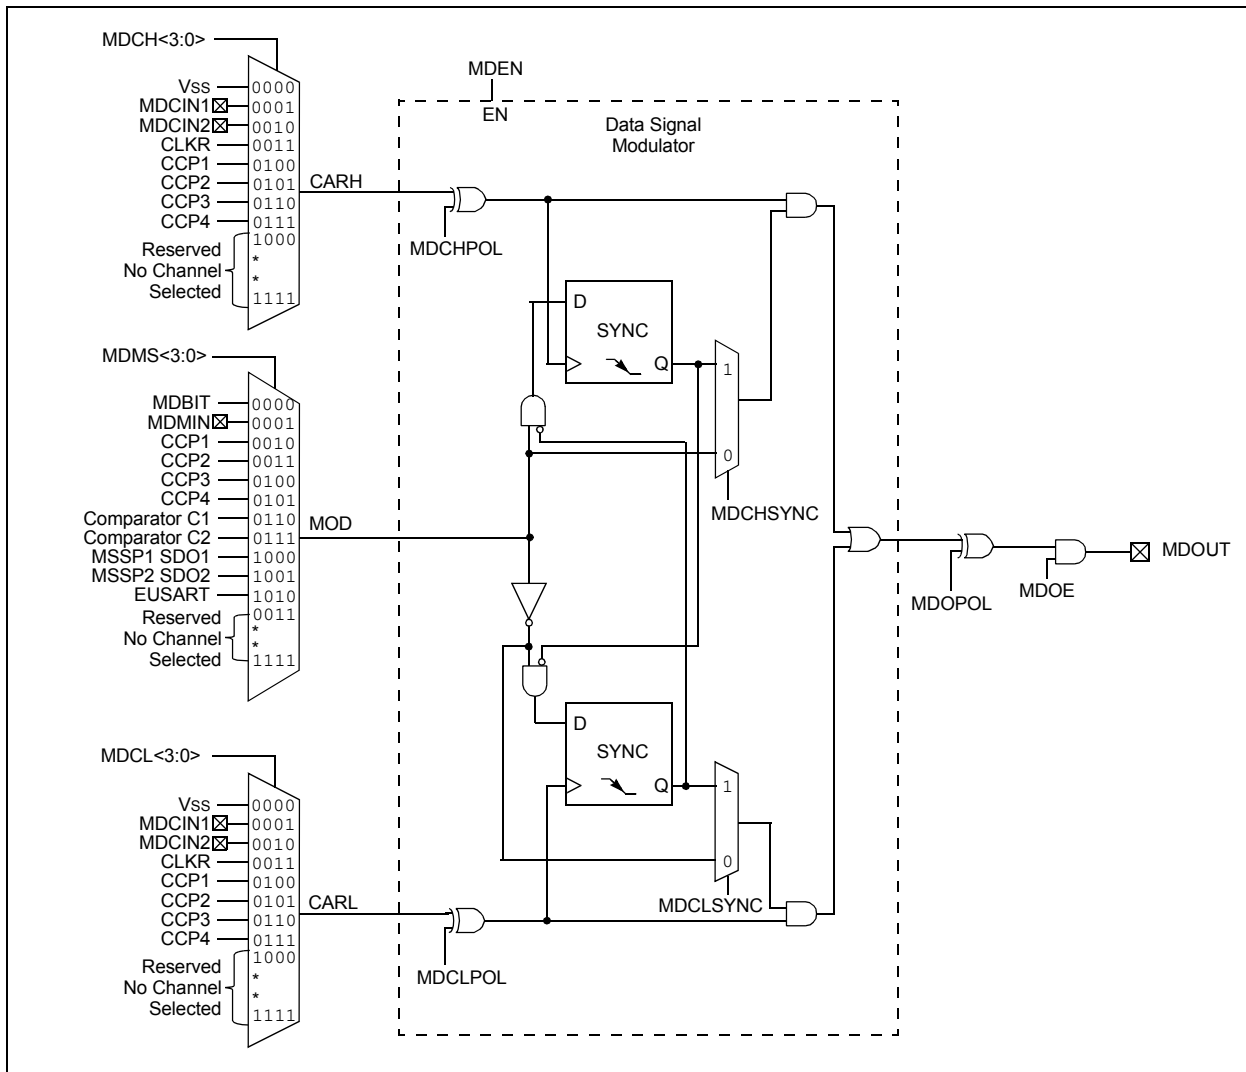 MDCH<3:0>
VSS 0000
MDCIN1 0001
MDCIN2 0010
CLKR 0011
CCP1 0100
CCP2 0101
CCP3 0110
CCP4 0111
Reserved 1000
No Channel *
*
Selected 1111
CARH
MDEN
EN
Data Signal
Modulator
MDCHPOL
D
SYNC
Q
1
0
MDCHSYNC
MDMS<3:0>
MDBIT 0000
MDMIN 0001
CCP1 0010
CCP2 0011
CCP3 0100
CCP4 0101
Comparator C1 0110
Comparator C2 0111
MSSP1 SDO1 1000
MSSP2 SDO2 1001
EUSART 1010
Reserved 0011
No Channel *
*
Selected 1111
MOD
MDOPOL
MDOE
MDOUT
D
SYNC
Q
1
0
MDCLSYNC
MDCL<3:0>
VSS 0000
MDCIN1 0001
MDCIN2 0010
CLKR 0011
CCP1 0100
CCP2 0101
CCP3 0110
CCP4 0111
Reserved 1000
No Channel *
*
Selected 1111
CARL
MDCLPOL